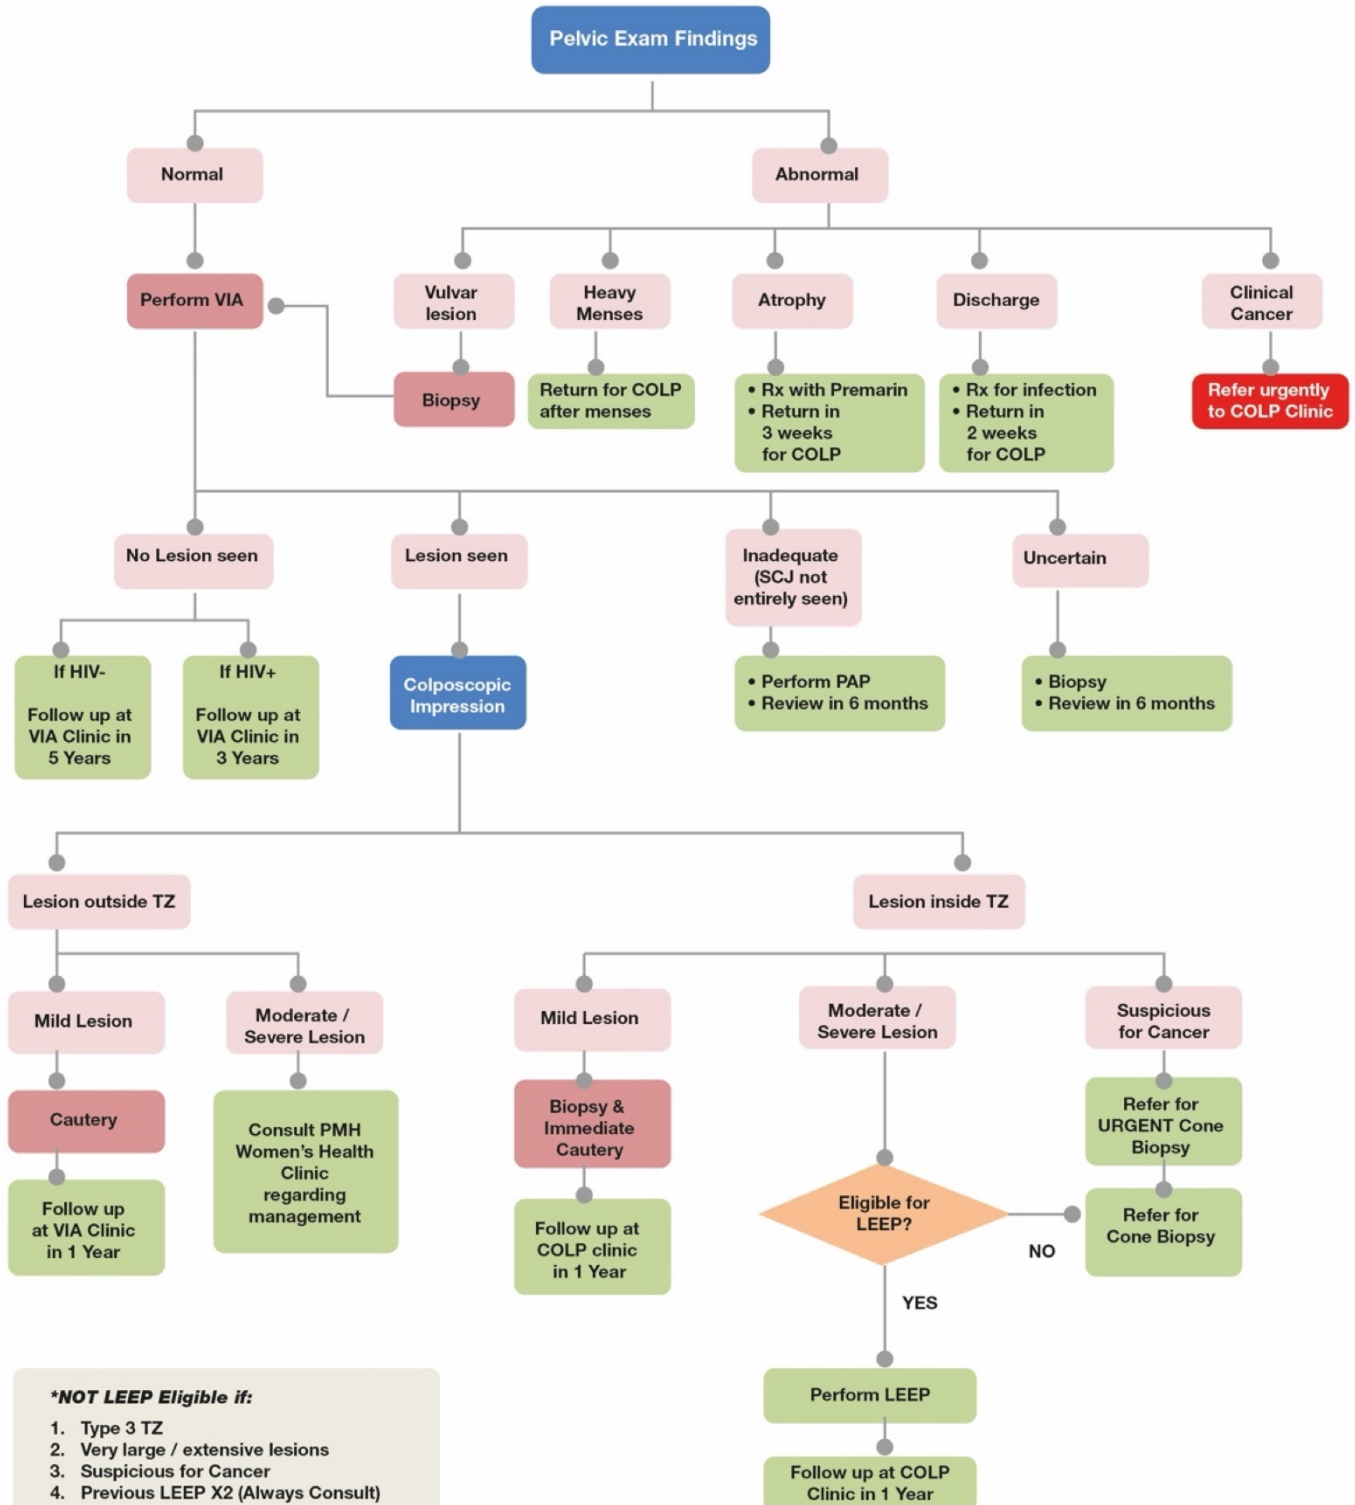 Pelvic Exam Findings
Normal
Abnormal
Perform VIA
Vulvar
lesion
Heavy
Menses
Atrophy
Discharge
Clinical
Cancer
Biopsy
Return for COLP
after menses
• Rx with Premarin
• Return in
3 weeks
for COLP
• Rx for infection
• Return in
2 weeks
for COLP
Refer urgently
to COLP Clinic
No Lesion seen
Lesion seen
Inadequate
(SCJ not
entirely seen)
Uncertain
If HIV-
Follow up at
VIA Clinic in
5 Years
If HIV+
Follow up at
VIA Clinic in
3 Years
Colposcopic
Impression
• Perform PAP
• Review in 6 months
• Biopsy
• Review in 6 months
Lesion outside TZ
Lesion inside TZ
Mild Lesion
Moderate /
Severe Lesion
Mild Lesion
Moderate /
Severe Lesion
Suspicious
for Cancer
Cautery
Consult PMH
Women's Health
Clinic
regarding
management
Biopsy &
Immediate
Cautery
Refer for
URGENT Cone
Biopsy
Follow up
at VIA Clinic
in 1 Year
Follow up at
COLP clinic
in 1 Year
Eligible for
LEEP?
NO
Refer for
Cone Biopsy
YES
Perform LEEP
Follow up at COLP
Clinic in 1 Year
*NOT LEEP Eligible if:
1. Type 3 TZ
2. Very large / extensive lesions
3. Suspicious for Cancer
4. Previous LEEP X2 (Always Consult)